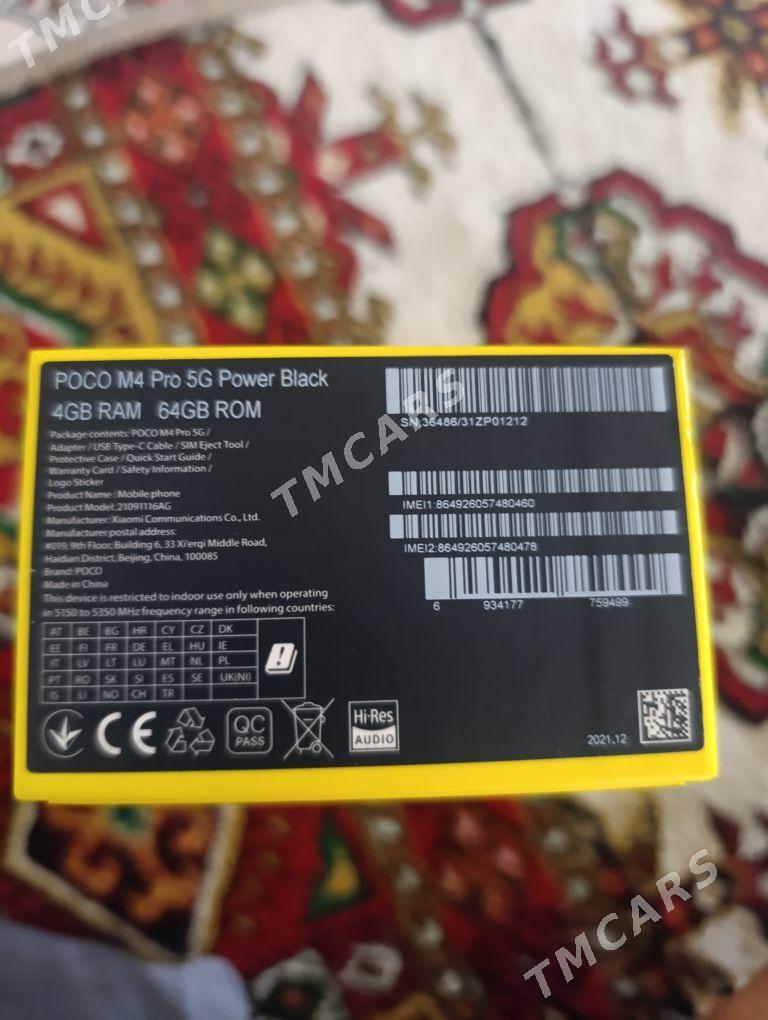 TMCARS
POCO M4 Pro 5G Power Black
4GB RAM 64GB ROM
Package contents: POCO M4 Pro 5G /
Adapter / USB Type-C Cable / SIM Eject Tool /
Protective Case / Quick Start Guide /
Warranty Card / Safety Information /
Logo Sticker
Product Name : Mobile phone
Product Model: 21091116AG
Manufacturer: Xiaomi Communications Co., Ltd.
Manufacturer postal address:
#019, 9th Floor, Building 6, 33 Xi'erqi Middle Road,
Haidian District, Beijing, China, 100085
Brand: POCO
Made in China
This device is restricted to indoor use only when operating
in 5150 to 5350 MHz frequency range in following countries:
AT BE BG HR CY CZ DK
EE FI FR DE EL HU IE
IT LV LT LU MT NL PL
PT RO SK SI ES SE UK(NI)
IS LI NO CH TR
CE
QC
PASS
Hi-Res
AUDIO
SN:36486/31ZP01212
IMEI1:864926057480460
IMEI2:864926057480478
6 934177 759499
2021.12
TMCARS
TMCARS